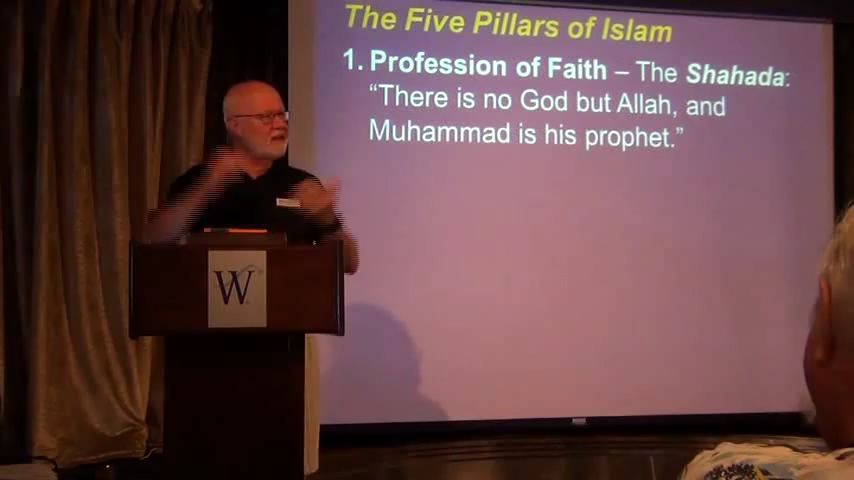 The Five Pillars of Islam
1. Profession of Faith – The Shahada:
“There is no God but Allah, and
Muhammad is his prophet.”
W